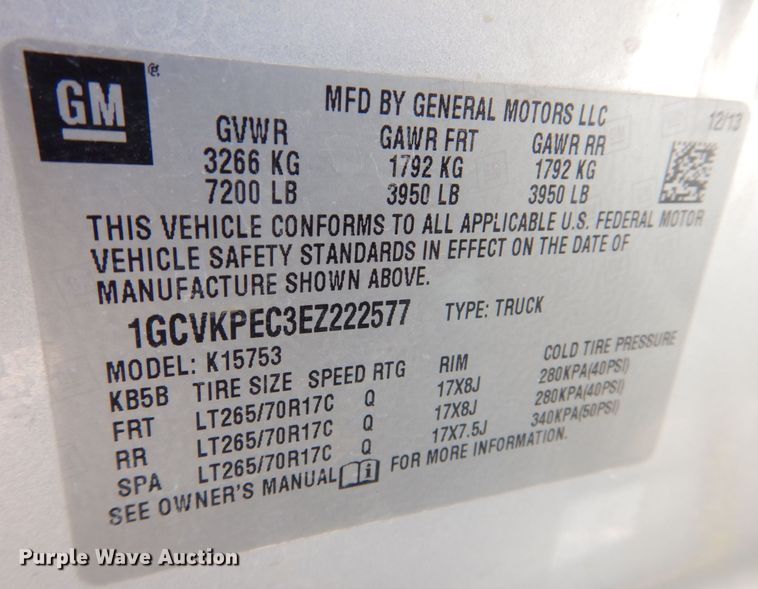 GM®
MFD BY GENERAL MOTORS LLC 12/13
GVWR GAWR FRT GAWR RR
3266 KG 1792 KG 1792 KG
7200 LB 3950 LB 3950 LB
THIS VEHICLE CONFORMS TO ALL APPLICABLE U.S. FEDERAL MOTOR
VEHICLE SAFETY STANDARDS IN EFFECT ON THE DATE OF
MANUFACTURE SHOWN ABOVE.
1GCVKPEC3EZ222577 TYPE: TRUCK
MODEL: K15753
KB5B TIRE SIZE SPEED RTG RIM COLD TIRE PRESSURE
FRT LT265/70R17C Q 17X8J 280KPA(40PSI)
RR LT265/70R17C Q 17X8J 280KPA(40PSI)
SPA LT265/70R17C Q 17X7.5J 340KPA(50PSI)
SEE OWNER'S MANUAL i FOR MORE INFORMATION.
Purple Wave Auction